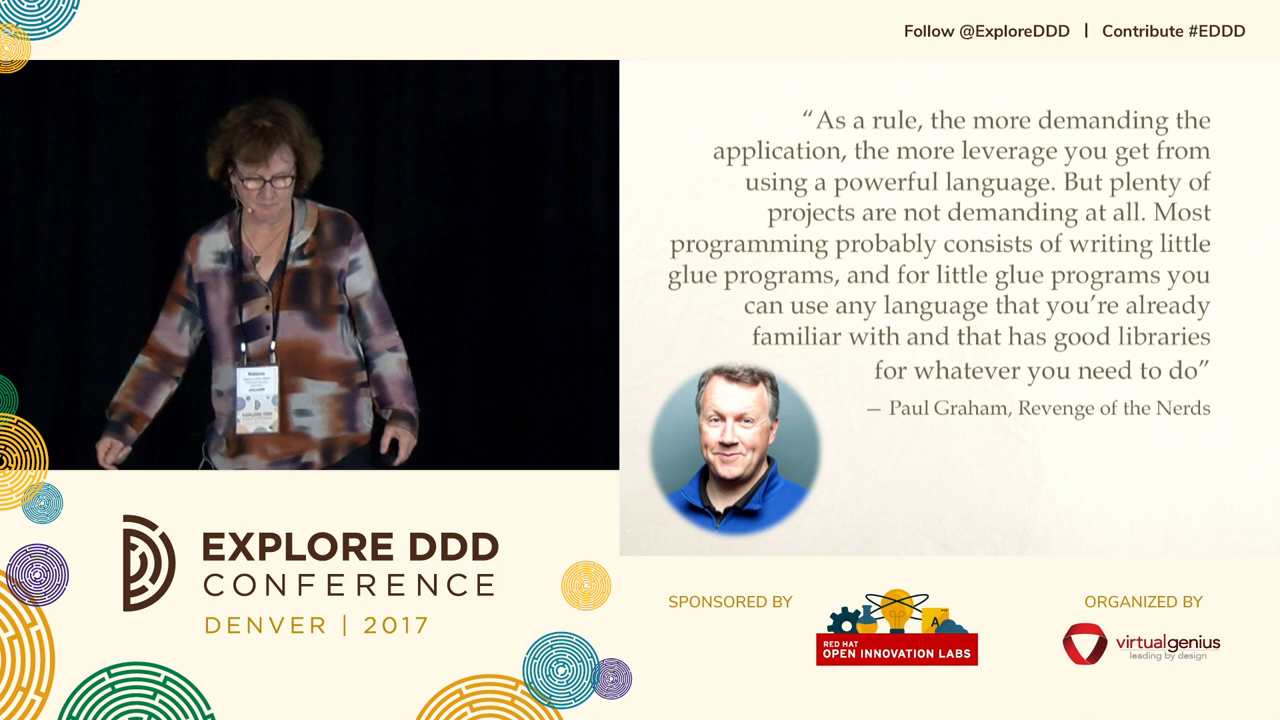 Follow @ExploreDDD | Contribute #EDDD
“As a rule, the more demanding the
application, the more leverage you get from
using a powerful language. But plenty of
projects are not demanding at all. Most
programming probably consists of writing little
glue programs, and for little glue programs you
can use any language that you’re already
familiar with and that has good libraries
for whatever you need to do”
— Paul Graham, Revenge of the Nerds
EXPLORE DDD
CONFERENCE
DENVER | 2017
SPONSORED BY
RED HAT
OPEN INNOVATION LABS
A
ORGANIZED BY
virtualgenius
leading by design